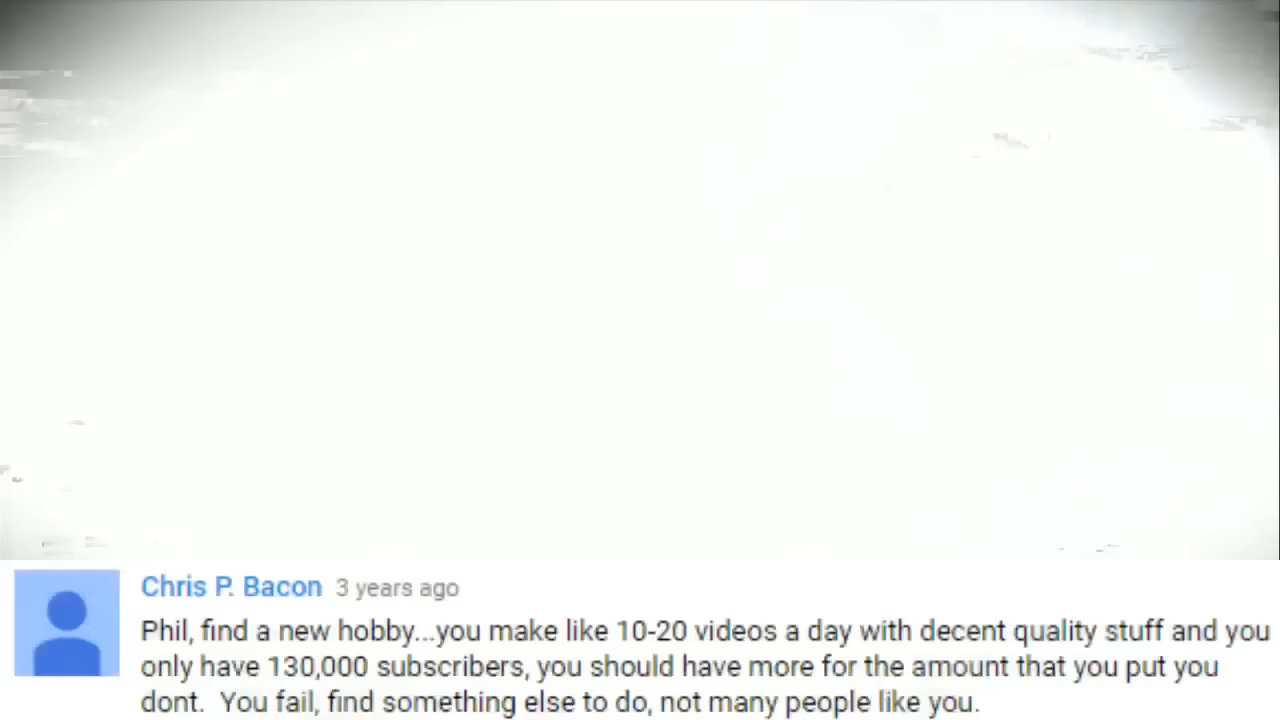 Chris P. Bacon 3 years ago
Phil, find a new hobby...you make like 10-20 videos a day with decent quality stuff and you
only have 130,000 subscribers, you should have more for the amount that you put you
dont.  You fail, find something else to do, not many people like you.